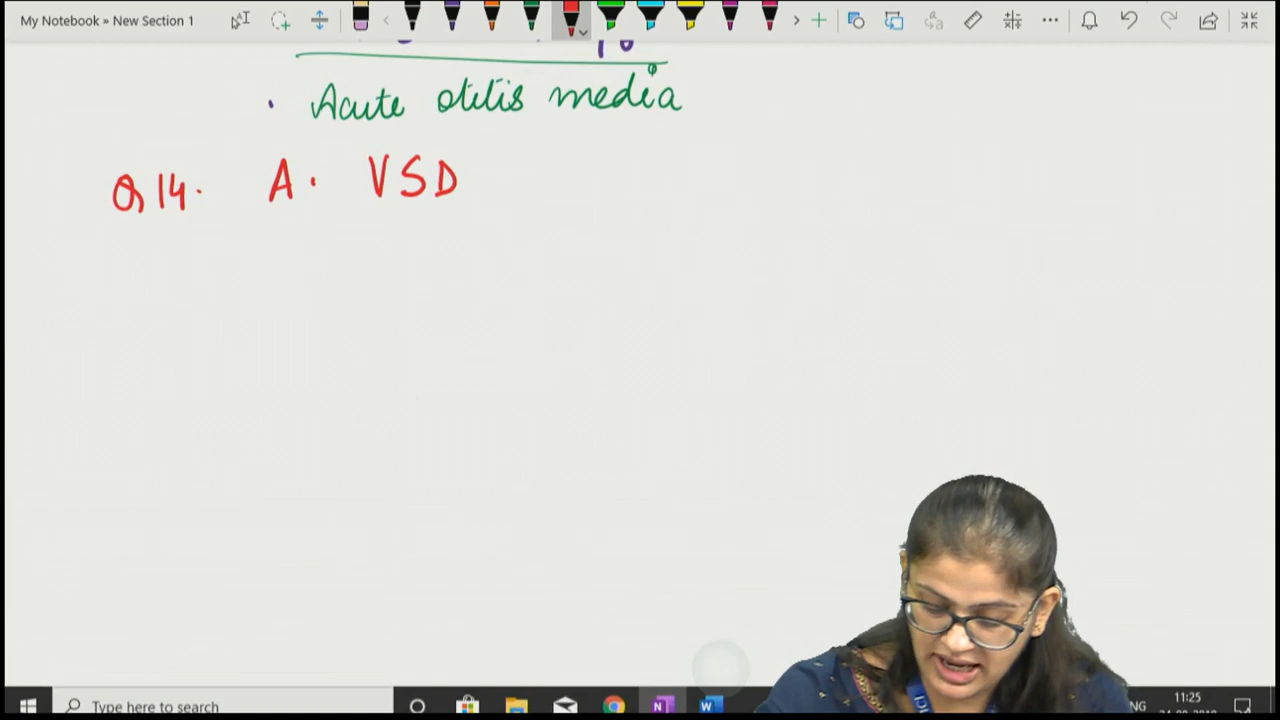 My Notebook » New Section 1
· Acute otitis media
Q14. A. VSD
Type here to search
11:25